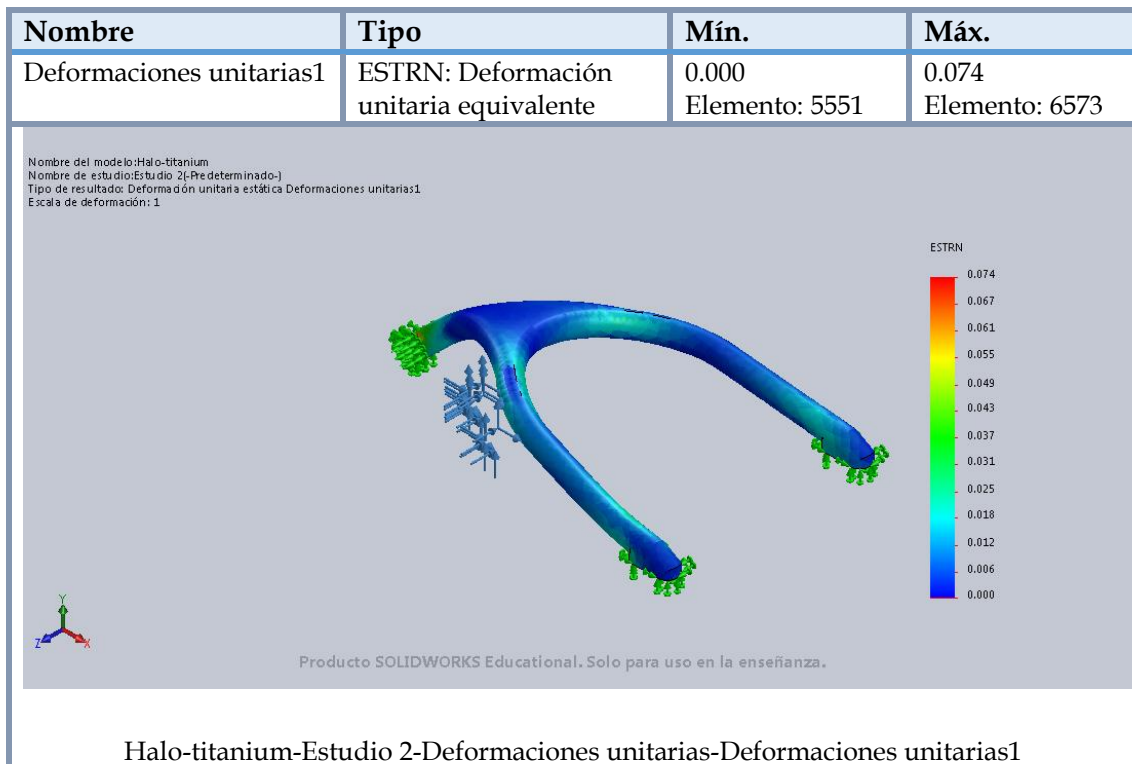 Nombre Tipo Mín. Máx.
Deformaciones unitarias1 ESTRN: Deformación 0.000 0.074
unitaria equivalente Elemento: 5551 Elemento: 6573
Nombre del modelo:Halo-titanium
Nombre de estudio:Estudio 2(-Predeterminado-)
Tipo de resultado: Deformación unitaria estática Deformaciones unitarias1
Escala de deformación: 1
ESTRN
0.074
0.067
0.061
0.055
0.049
0.043
0.037
0.031
0.025
0.018
0.012
0.006
0.000
Y
Z X
Producto SOLIDWORKS Educational. Solo para uso en la enseñanza.
Halo-titanium-Estudio 2-Deformaciones unitarias-Deformaciones unitarias1